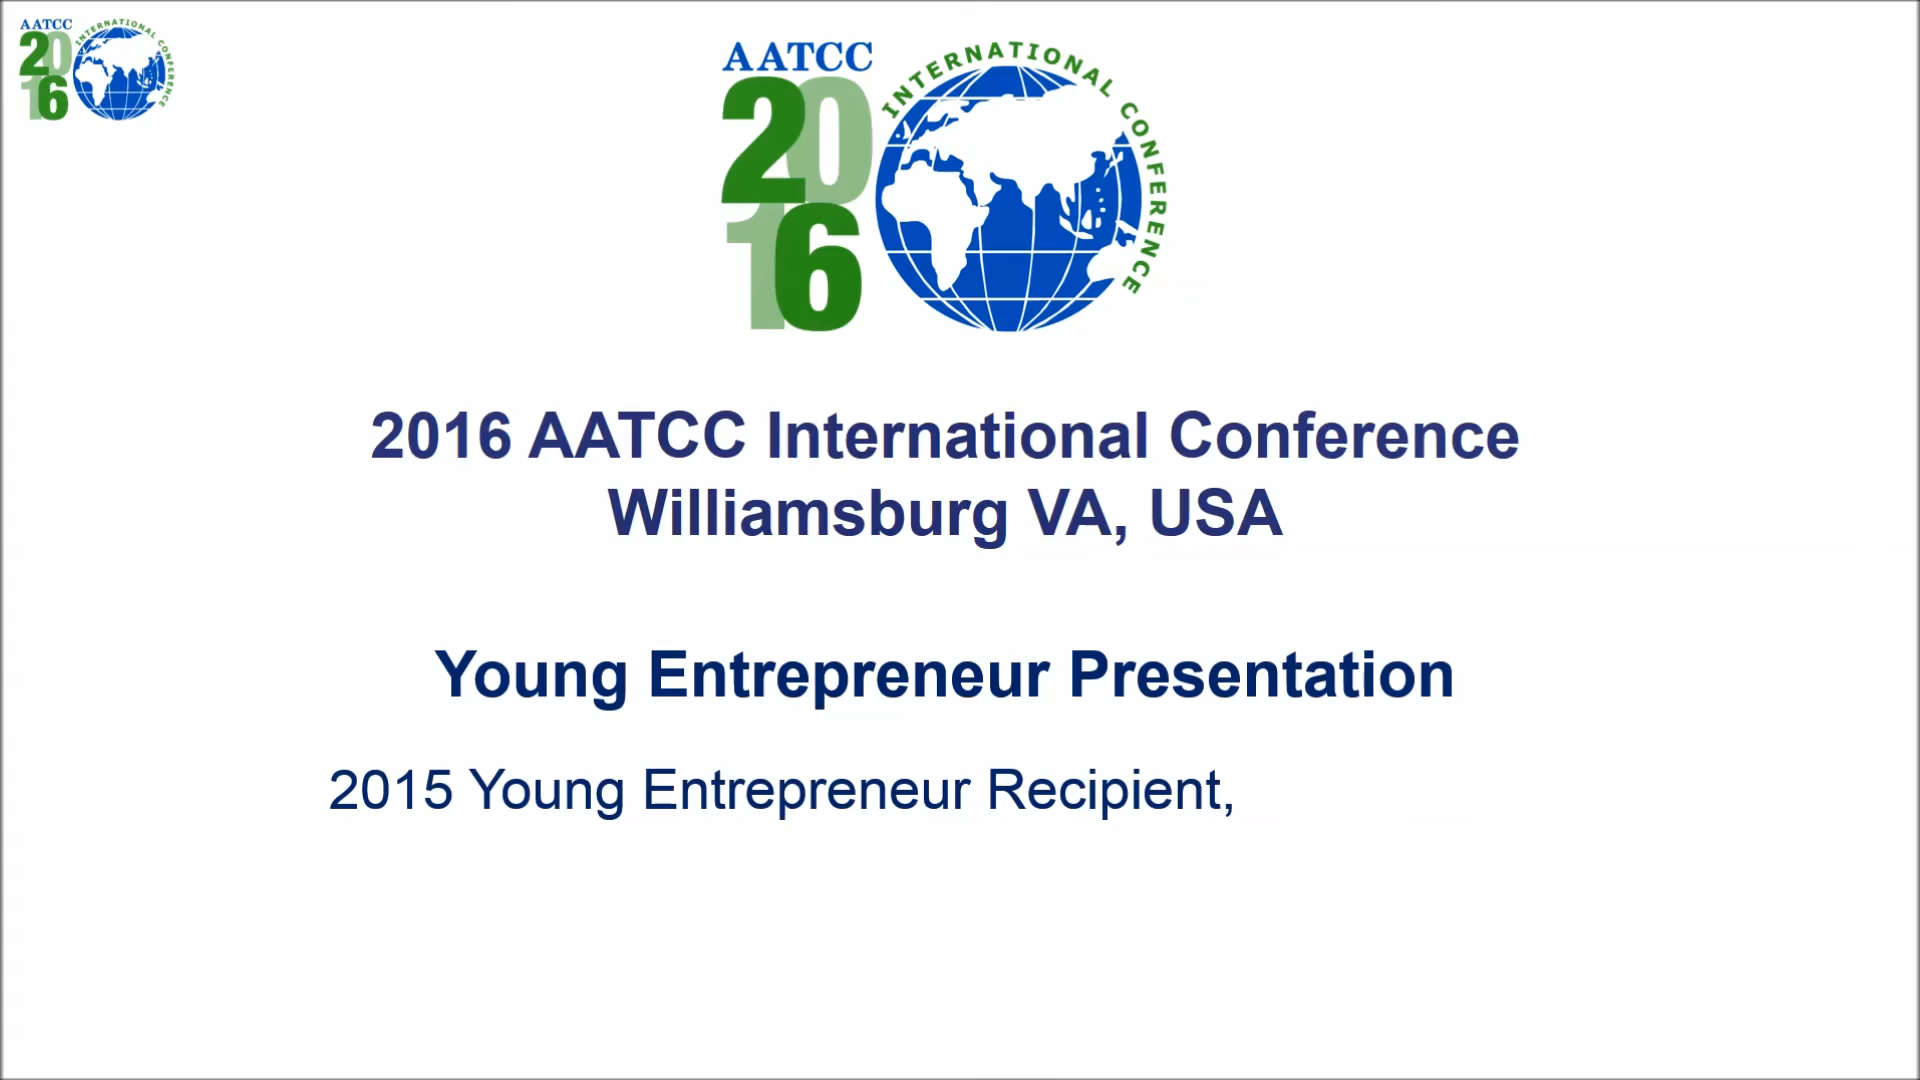 AATCC
2016
INTERNATIONAL CONFERENCE
AATCC
2016
INTERNATIONAL CONFERENCE
2016 AATCC International Conference
Williamsburg VA, USA
Young Entrepreneur Presentation
2015 Young Entrepreneur Recipient,